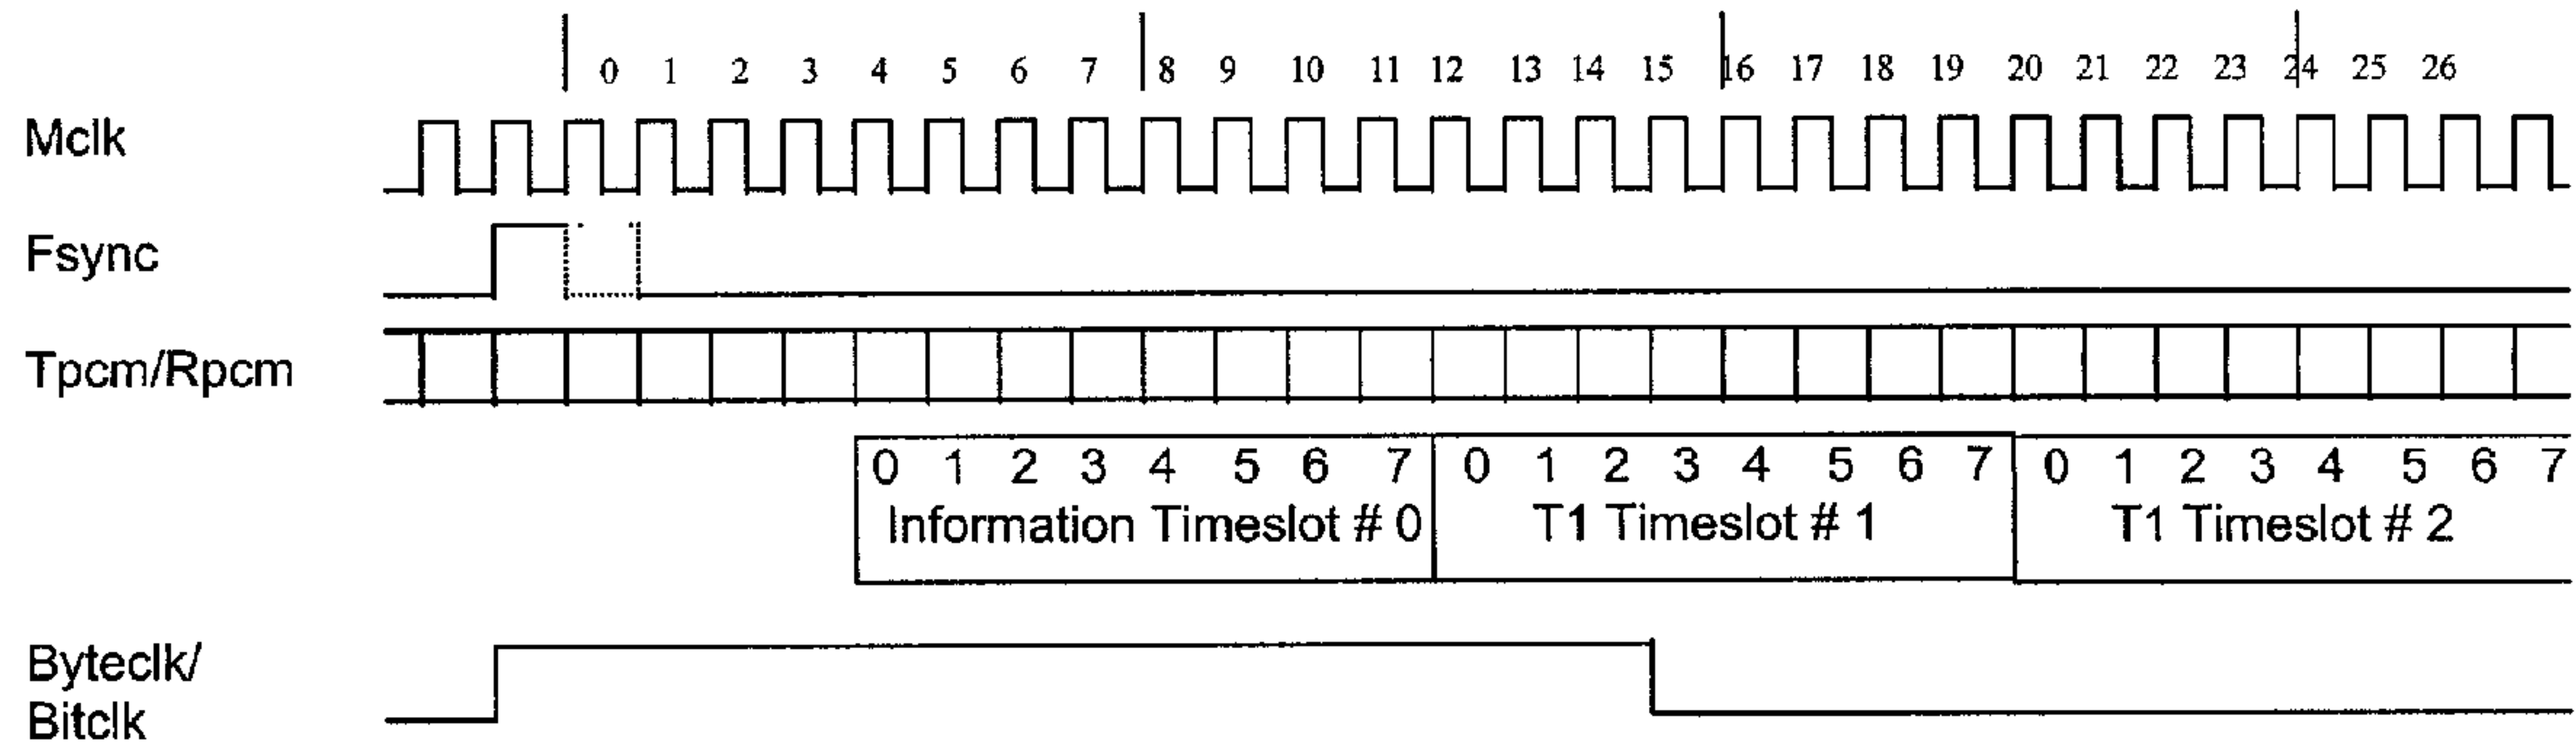 0 1 2 3 4 5 6 7 8 9 10 11 12 13 14 15 16 17 18 19 20 21 22 23 24 25 26
Mclk
Fsync
Tpcm/Rpcm
0 1 2 3 4 5 6 7 0 1 2 3 4 5 6 7 0 1 2 3 4 5 6 7
Information Timeslot # 0 T1 Timeslot # 1 T1 Timeslot # 2
Byteclk/
Bitclk